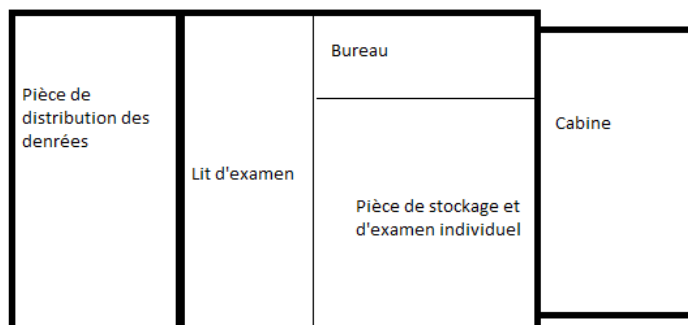 Pièce de
distribution des
denrées
Lit d'examen
Bureau
Pièce de stockage et
d'examen individuel
Cabine